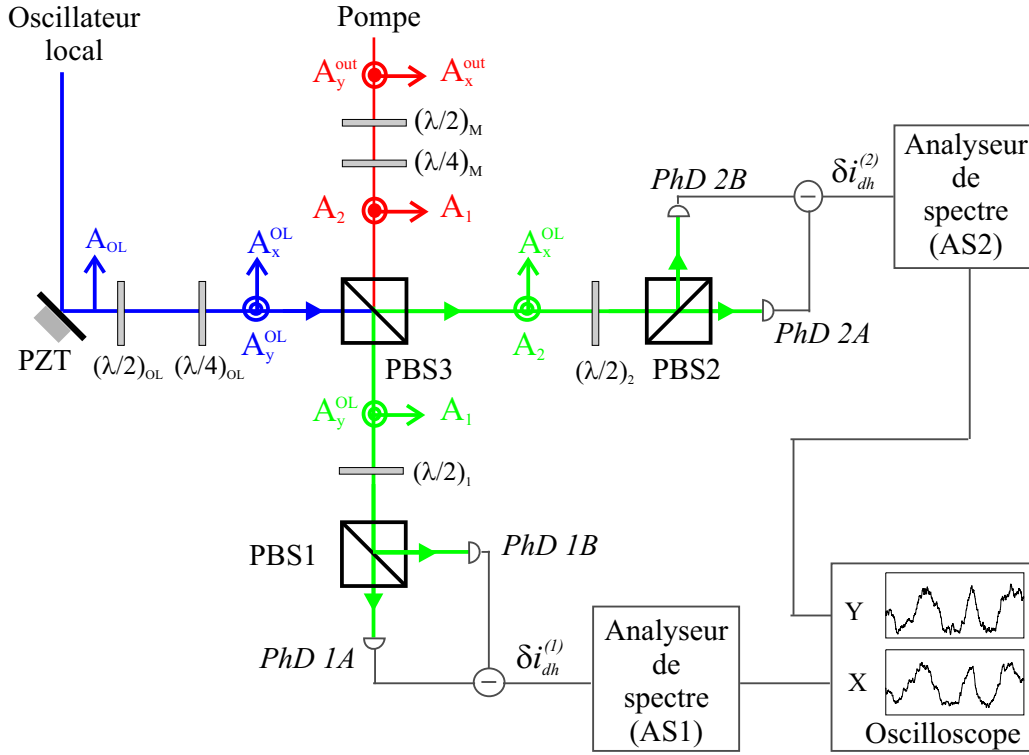 Oscillateur
local
Pompe
A_y^out
A_x^out
(λ/2)_M
(λ/4)_M
A_2
A_1
A_OL
A_x^OL
A_y^OL
PZT
(λ/2)_OL
(λ/4)_OL
PBS3
A_x^OL
A_2
(λ/2)_2
PBS2
PhD 2B
PhD 2A
−
δi_dh^(2)
Analyseur
de
spectre
(AS2)
A_y^OL
A_1
(λ/2)_1
PBS1
PhD 1B
PhD 1A
−
δi_dh^(1)
Analyseur
de
spectre
(AS1)
Y
X
Oscilloscope